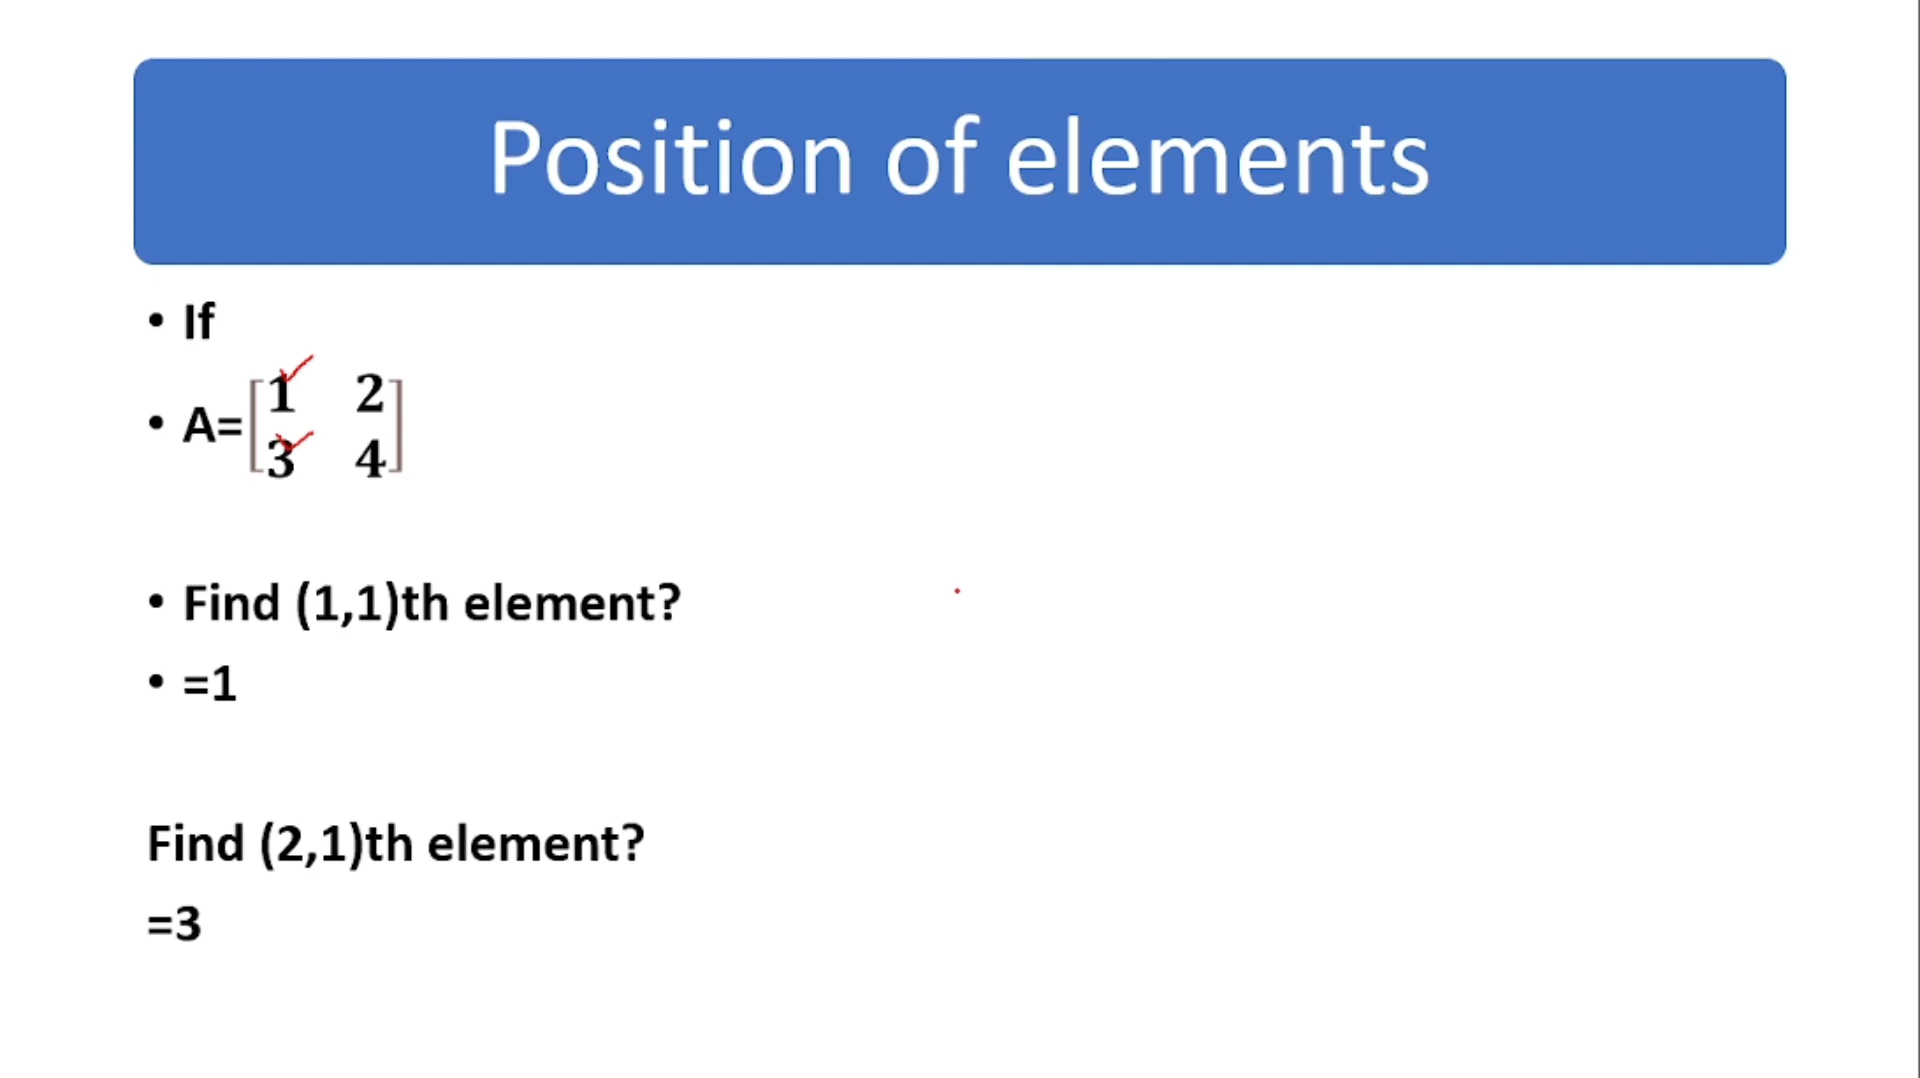 Position of elements
• If
• A=[1 2
3 4]
• Find (1,1)th element?
• =1
Find (2,1)th element?
=3